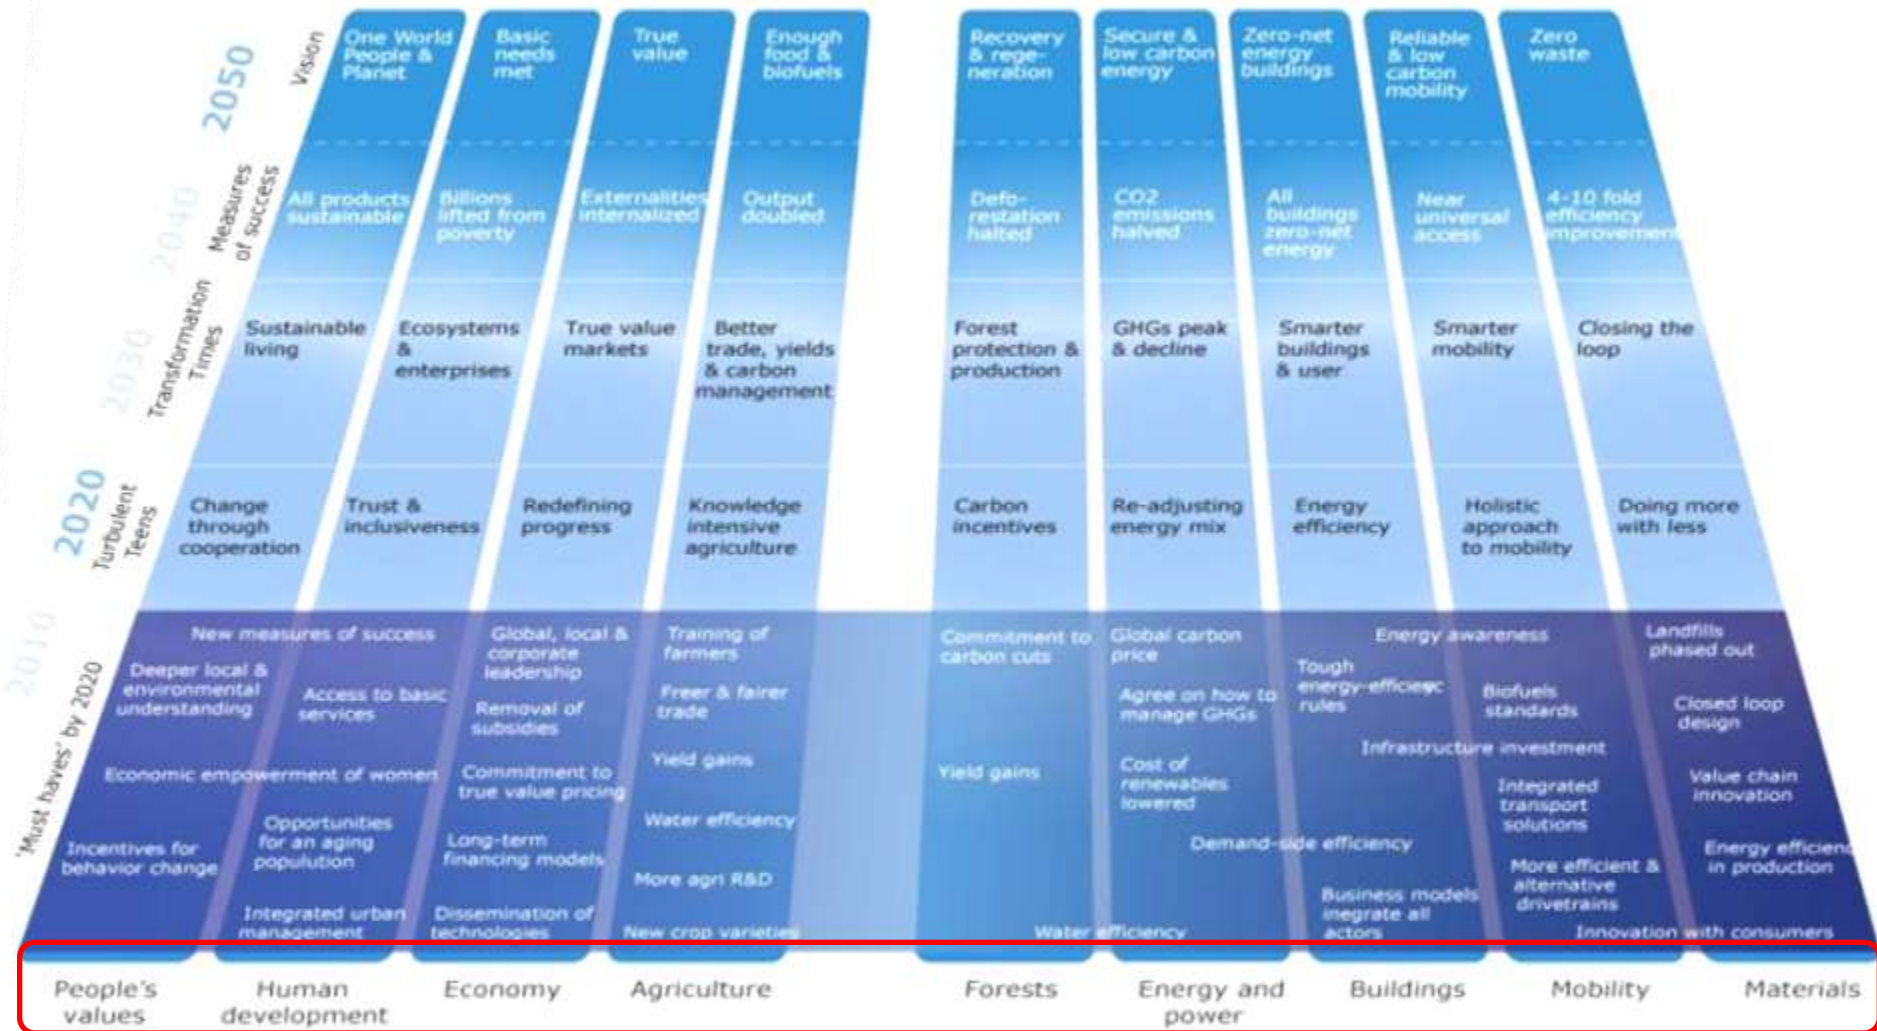 2050
Vision
One World
People &
Planet
Basic
needs
met
True
value
Enough
food &
biofuels
Recovery
& rege-
neration
Secure &
low carbon
energy
Zero-net
energy
buildings
Reliable
& low
carbon
mobility
Zero
waste
2040
Measures
of success
All products
sustainable
Billions
lifted from
poverty
Externalities
internalized
Output
doubled
Defo-
restation
halted
CO2
emissions
halved
All
buildings
zero-net
energy
Near
universal
access
4-10 fold
efficiency
improvement
2030
Transformation
Times
Sustainable
living
Ecosystems
&
enterprises
True value
markets
Better
trade, yields
& carbon
management
Forest
protection &
production
GHGs peak
& decline
Smarter
buildings
& user
Smarter
mobility
Closing the
loop
2020
Turbulent
Teens
Change
through
cooperation
Trust &
inclusiveness
Redefining
progress
Knowledge
intensive
agriculture
Carbon
incentives
Re-adjusting
energy mix
Energy
efficiency
Holistic
approach
to mobility
Doing more
with less
2010
'Must haves' by 2020
New measures of success
Deeper local &
environmental
understanding
Access to basic
services
Economic empowerment of women
Opportunities
for an aging
populution
Incentives for
behavior change
Integrated urban
management
Global, local &
corporate
leadership
Removal of
subsidies
Commitment to
true value pricing
Long-term
financing models
Dissemination of
technologies
Training of
farmers
Freer & fairer
trade
Yield gains
Water efficiency
More agri R&D
New crop varieties
Commitment to
carbon cuts
Yield gains
Water efficiency
Global carbon
price
Agree on how to
manage GHGs
Cost of
renewables
lowered
Demand-side efficiency
Energy awareness
Tough
energy-efficieyc
rules
Infrastructure investment
Business models
inegrate all
actors
Biofuels
standards
Integrated
transport
solutions
More efficient &
alternative
drivetrains
Innovation with consumers
Landfills
phased out
Closed loop
design
Value chain
innovation
Energy efficienc
in production
People's
values
Human
development
Economy
Agriculture
Forests
Energy and
power
Buildings
Mobility
Materials